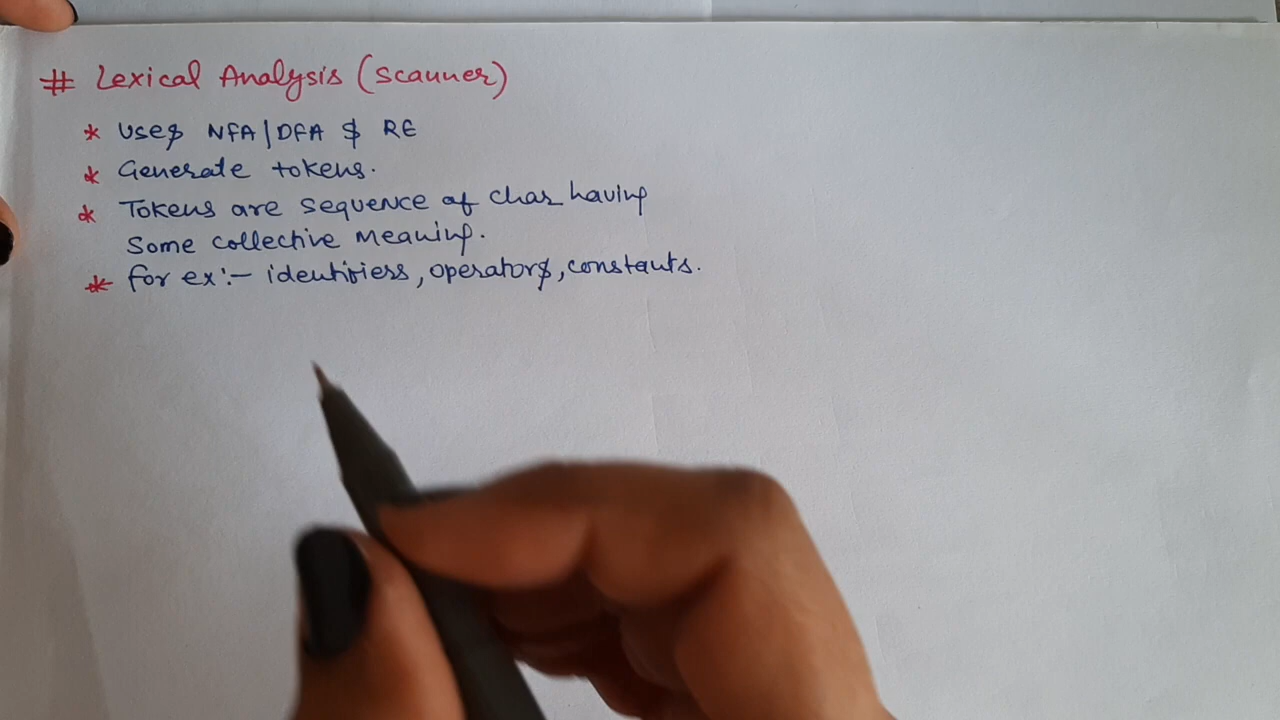 # Lexical Analysis (Scanner)
* Uses NFA/DFA & RE
* Generate tokens.
* Tokens are sequence of char having
some collective meaning.
* for ex:- identifiers, operators, constants.